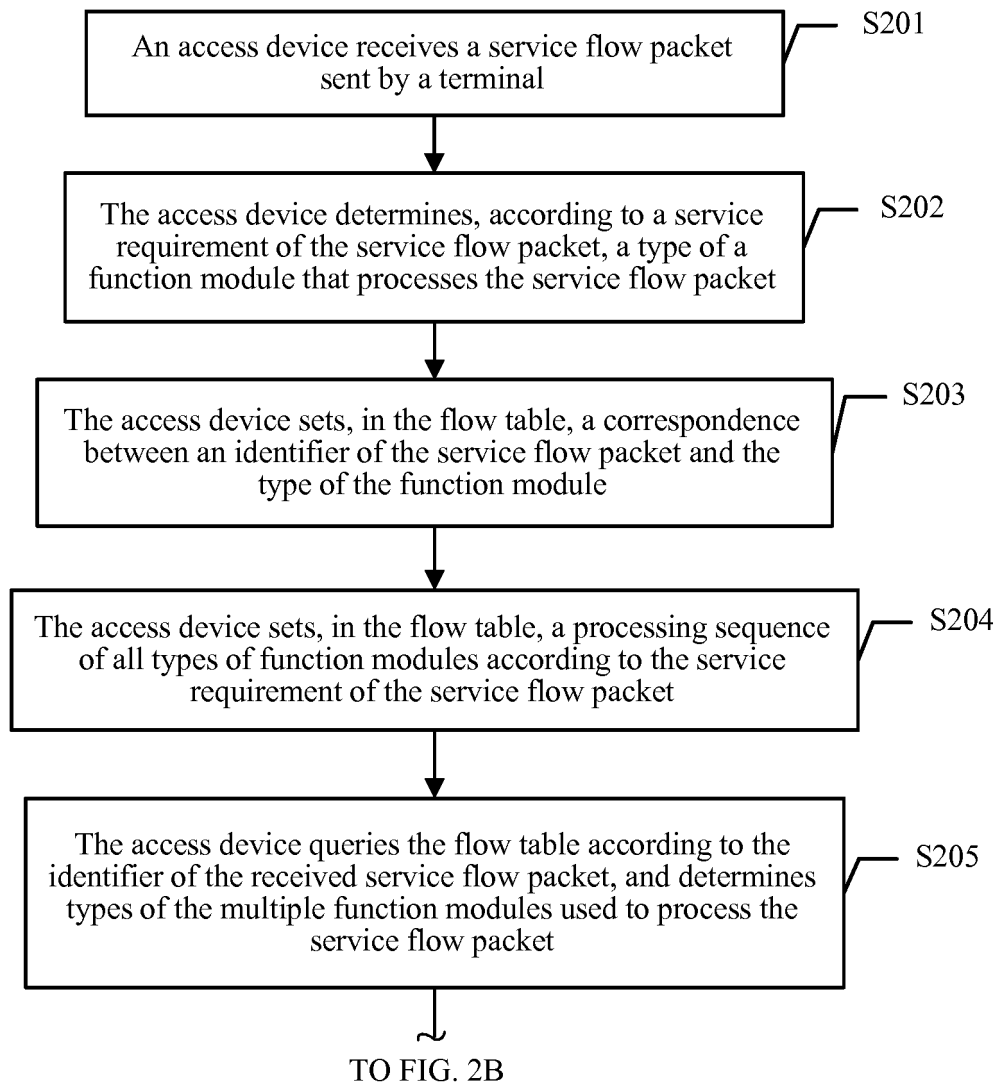 An access device receives a service flow packet
sent by a terminal
S201
The access device determines, according to a service
requirement of the service flow packet, a type of a
function module that processes the service flow packet
S202
The access device sets, in the flow table, a correspondence
between an identifier of the service flow packet and the
type of the function module
S203
The access device sets, in the flow table, a processing sequence
of all types of function modules according to the service
requirement of the service flow packet
S204
The access device queries the flow table according to the
identifier of the received service flow packet, and determines
types of the multiple function modules used to process the
service flow packet
S205
TO FIG. 2B